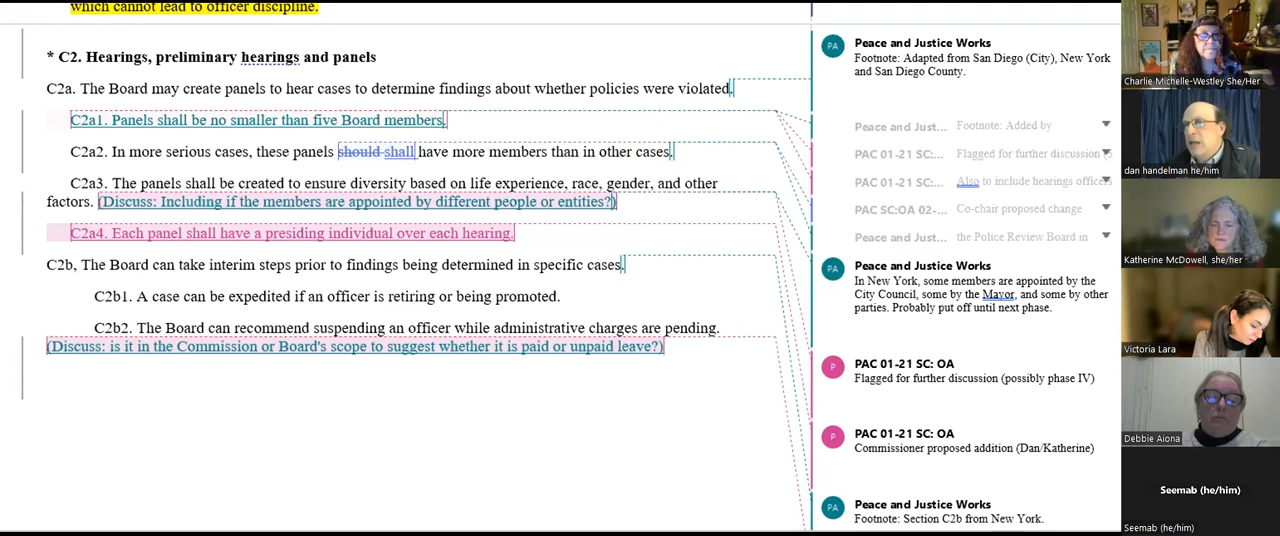 which cannot lead to officer discipline.
* C2. Hearings, preliminary hearings and panels
C2a. The Board may create panels to hear cases to determine findings about whether policies were violated.
C2a1. Panels shall be no smaller than five Board members.
C2a2. In more serious cases, these panels should shall have more members than in other cases.
C2a3. The panels shall be created to ensure diversity based on life experience, race, gender, and other
factors. (Discuss: Including if the members are appointed by different people or entities?)
C2a4. Each panel shall have a presiding individual over each hearing.
C2b, The Board can take interim steps prior to findings being determined in specific cases.
C2b1. A case can be expedited if an officer is retiring or being promoted.
C2b2. The Board can recommend suspending an officer while administrative charges are pending.
(Discuss: is it in the Commission or Board's scope to suggest whether it is paid or unpaid leave?)
PA Peace and Justice Works
Footnote: Adapted from San Diego (City), New York
and San Diego County.
Peace and Just... Footnote: Added by
PAC 01-21 SC:... Flagged for further discussion (
PAC 01-21 SC:... Also to include hearings officers
PAC SC:OA 02-... Co-chair proposed change
Peace and Just... the Police Review Board in
PA Peace and Justice Works
In New York, some members are appointed by the
City Council, some by the Mayor, and some by other
parties. Probably put off until next phase.
P PAC 01-21 SC: OA
Flagged for further discussion (possibly phase IV)
P PAC 01-21 SC: OA
Commissioner proposed addition (Dan/Katherine)
PA Peace and Justice Works
Footnote: Section C2b from New York.
Charlie Michelle-Westley She/Her
dan handelman he/him
Katherine McDowell, she/her
Victoria Lara
Debbie Aiona
Seemab (he/him)
Seemab (he/him)